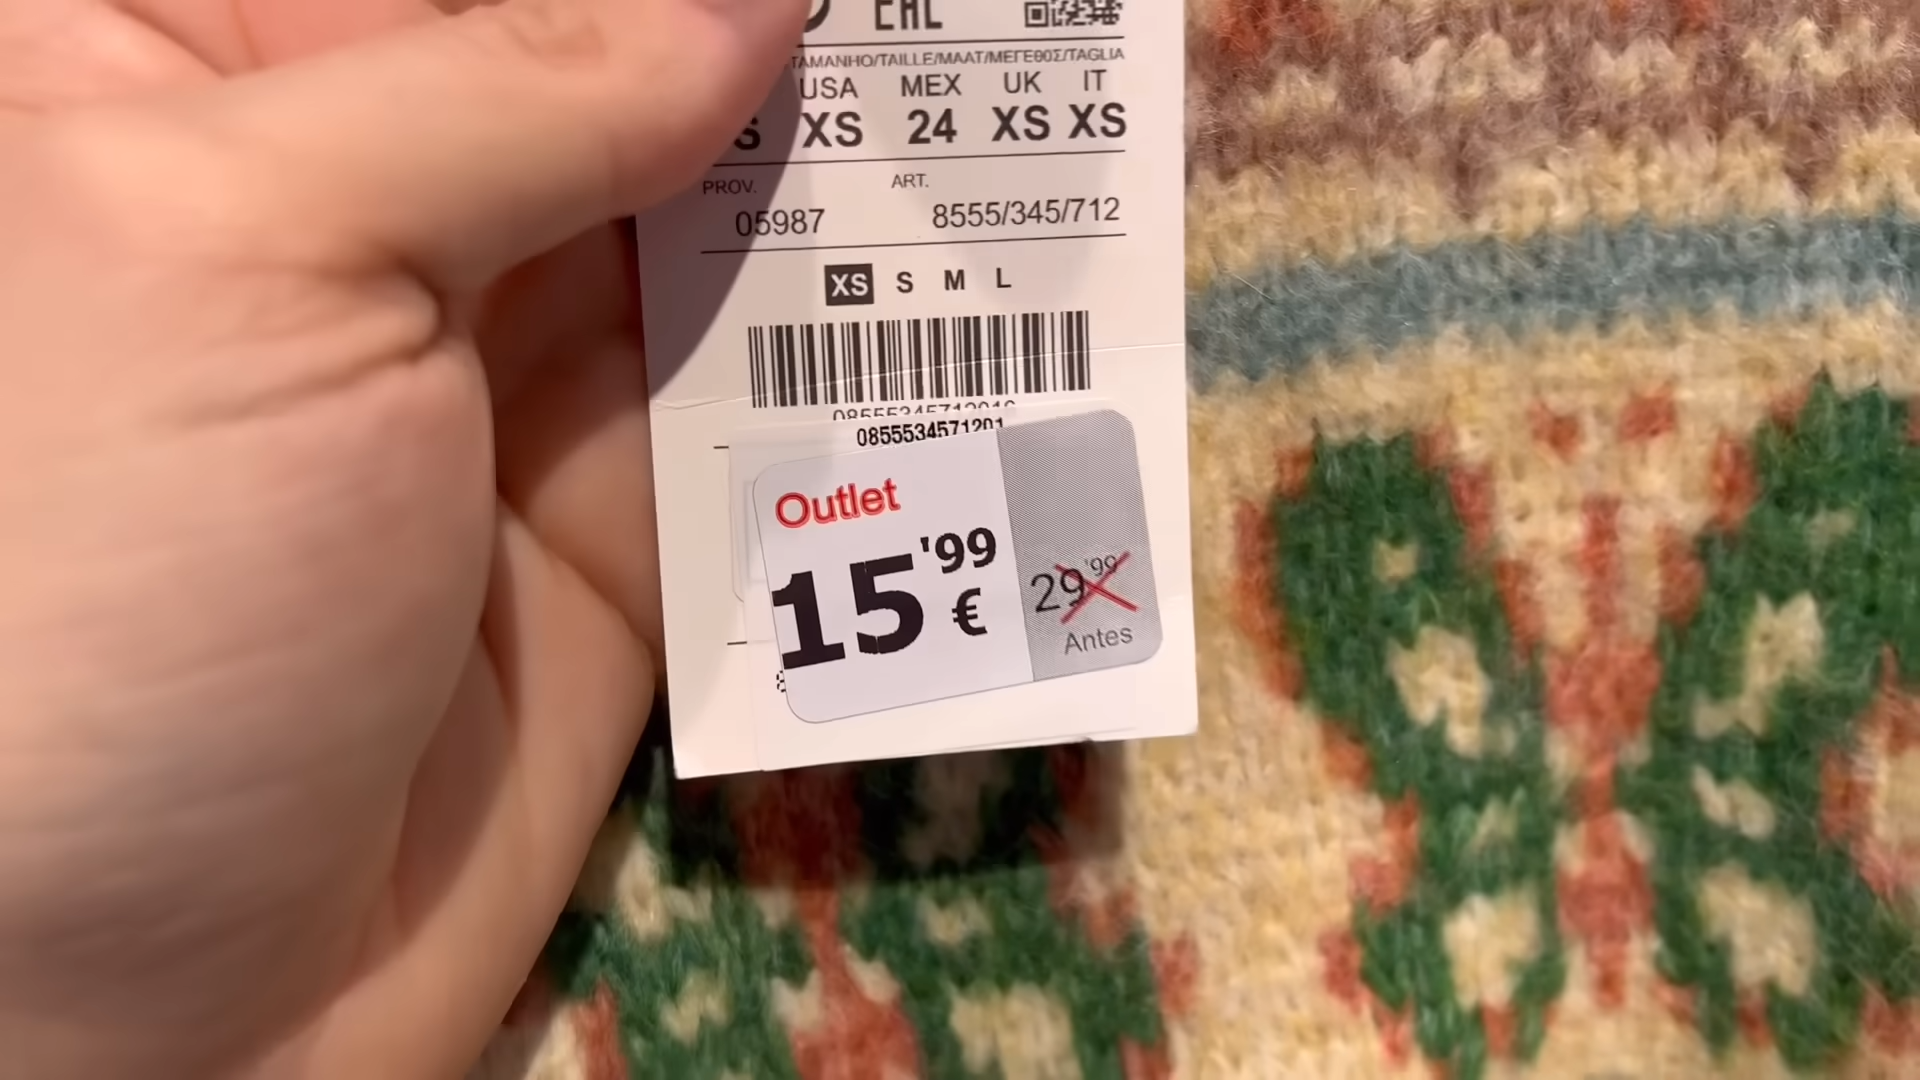 TAMANHO/TAILLE/MAAT/ΜΕΓΕΘΟΣ/TAGLIA
USA MEX UK IT
S XS 24 XS XS
PROV. ART.
05987 8555/345/712
XS S M L
0855534571201
Outlet
15'99 €
29'99
Antes